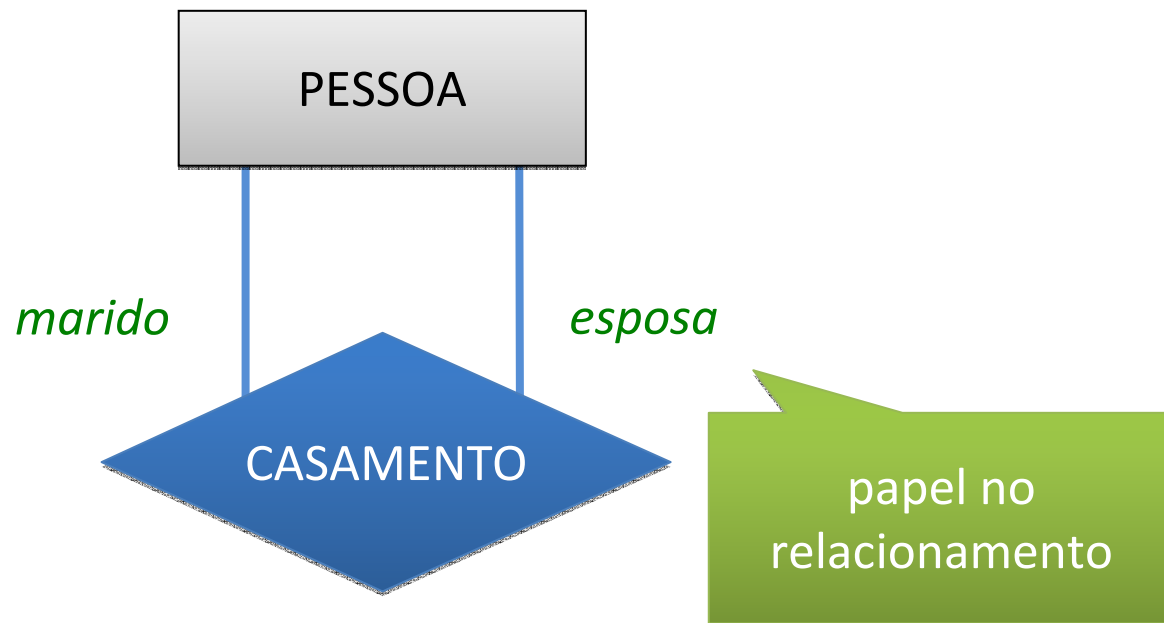 PESSOA
marido
esposa
CASAMENTO
papel no
relacionamento